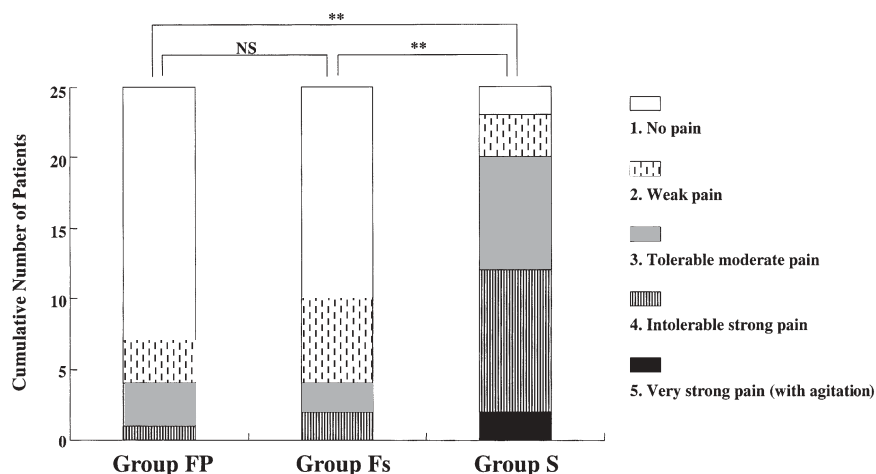 **
NS
**
Cumulative Number of Patients
25
20
15
10
5
0
Group FP
Group Fs
Group S
1. No pain
2. Weak pain
3. Tolerable moderate pain
4. Intolerable strong pain
5. Very strong pain (with agitation)